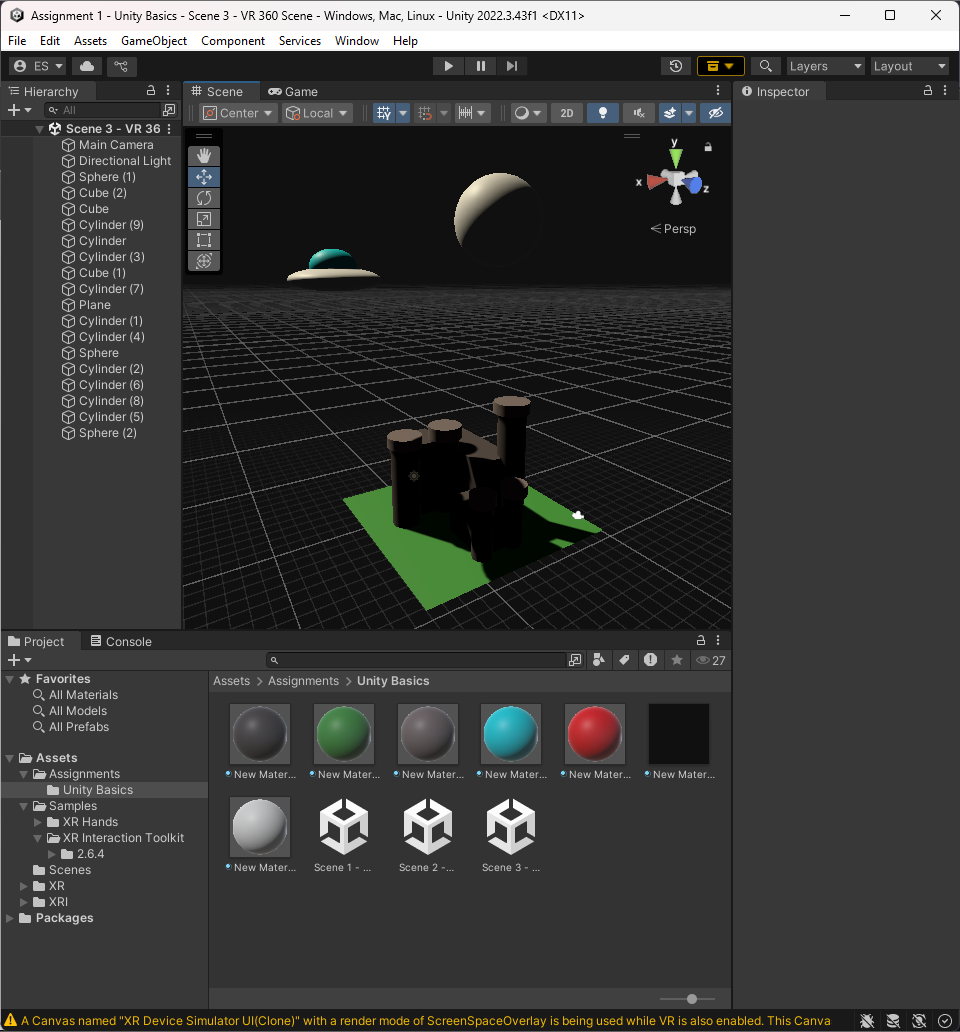 Assignment 1 - Unity Basics - Scene 3 - VR 360 Scene - Windows, Mac, Linux - Unity 2022.3.43f1 <DX11>
File Edit Assets GameObject Component Services Window Help
ES Layers Layout
Hierarchy
All
Scene 3 - VR 36
Main Camera
Directional Light
Sphere (1)
Cube (2)
Cube
Cylinder (9)
Cylinder
Cylinder (3)
Cube (1)
Cylinder (7)
Plane
Cylinder (1)
Cylinder (4)
Sphere
Cylinder (2)
Cylinder (6)
Cylinder (8)
Cylinder (5)
Sphere (2)
Scene Game
Center Local 2D
y
x
z
Persp
Inspector
Project Console
27
Favorites
All Materials
All Models
All Prefabs
Assets
Assignments
Unity Basics
Samples
XR Hands
XR Interaction Toolkit
2.6.4
Scenes
XR
XRI
Packages
Assets > Assignments > Unity Basics
New Mater... New Mater... New Mater... New Mater... New Mater... New Mater...
New Mater... Scene 1 - ... Scene 2 -... Scene 3 - ...
A Canvas named "XR Device Simulator UI(Clone)" with a render mode of ScreenSpaceOverlay is being used while VR is also enabled. This Canva